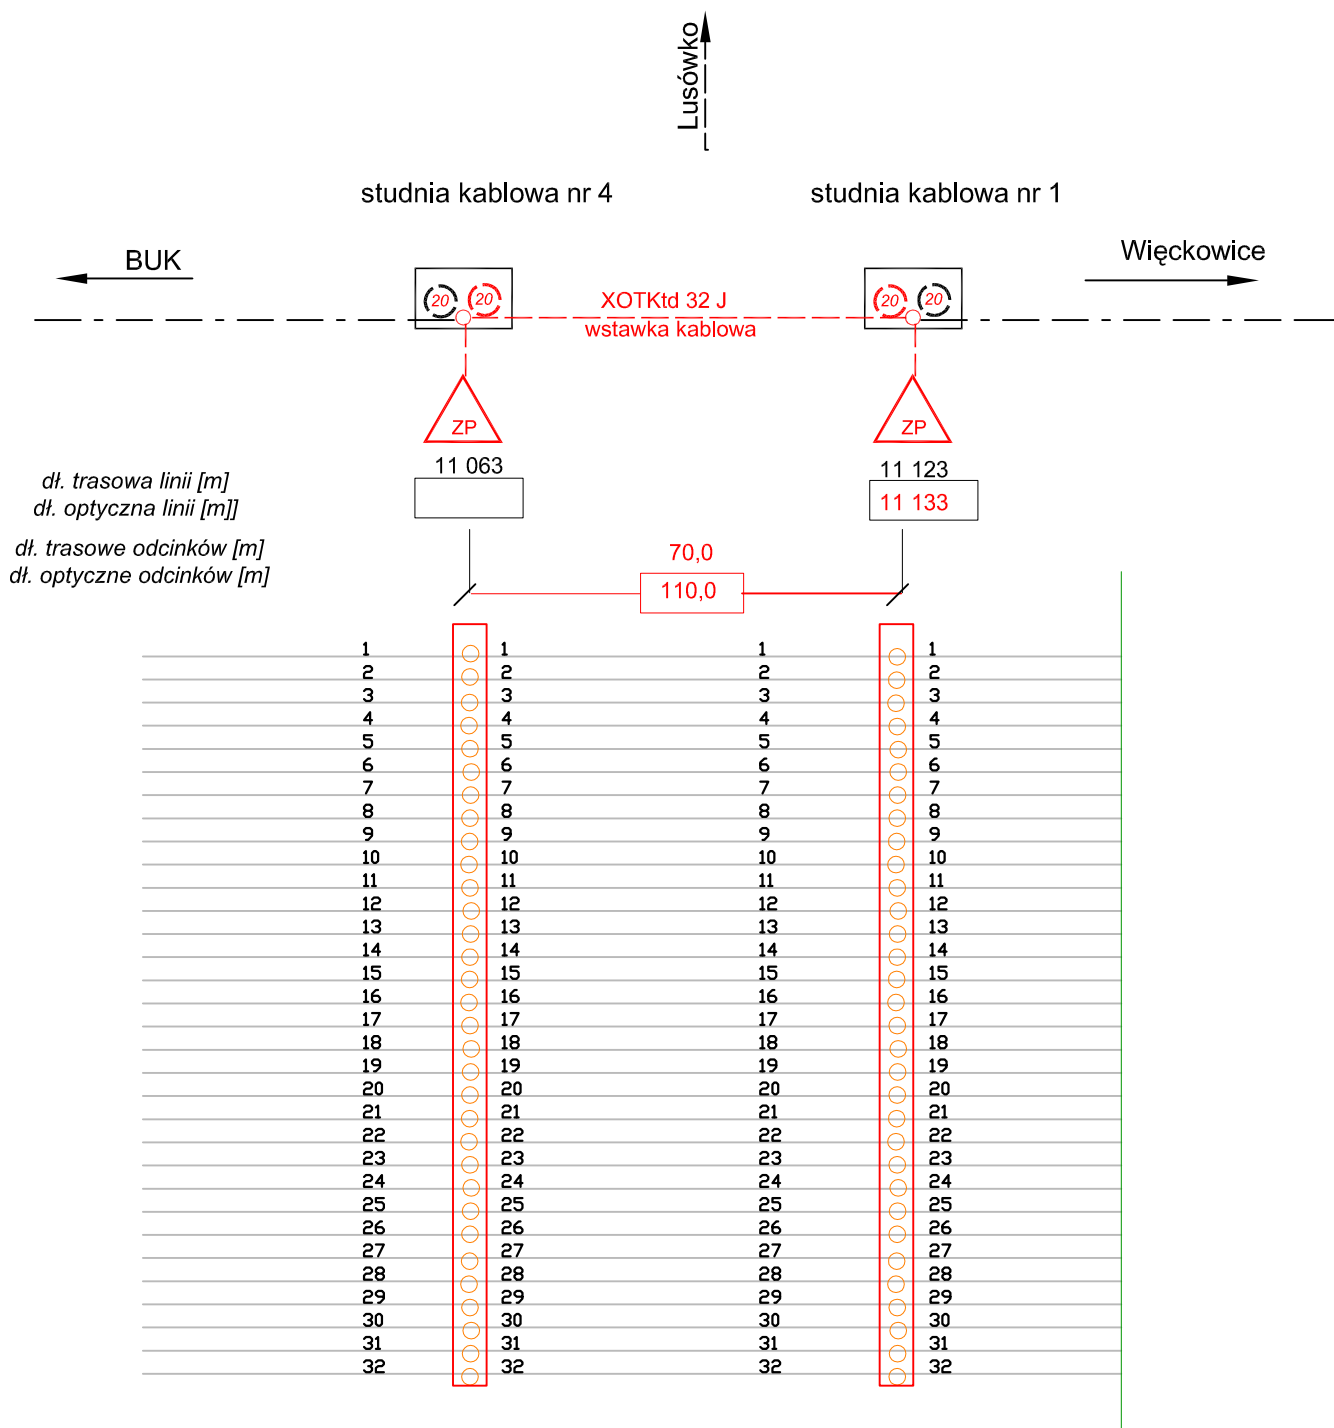 Lusówko
studnia kablowa nr 4
studnia kablowa nr 1
BUK
Więckowice
20 20
XOTKtd 32 J
20 20
wstawka kablowa
ZP
ZP
dł. trasowa linii [m]
11 063
11 123
dł. optyczna linii [m]]
11 133
dł. trasowe odcinków [m]
70,0
dł. optyczne odcinków [m]
110,0
1 1 1 1
2 2 2 2
3 3 3 3
4 4 4 4
5 5 5 5
6 6 6 6
7 7 7 7
8 8 8 8
9 9 9 9
10 10 10 10
11 11 11 11
12 12 12 12
13 13 13 13
14 14 14 14
15 15 15 15
16 16 16 16
17 17 17 17
18 18 18 18
19 19 19 19
20 20 20 20
21 21 21 21
22 22 22 22
23 23 23 23
24 24 24 24
25 25 25 25
26 26 26 26
27 27 27 27
28 28 28 28
29 29 29 29
30 30 30 30
31 31 31 31
32 32 32 32